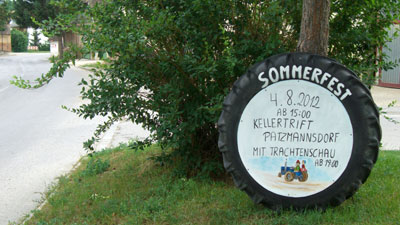 SOMMERFEST
4.8.2012
AB 15:00
KELLERTRIFT
PATZMANNSDORF
MIT TRACHTENSCHAU
AB 19:00